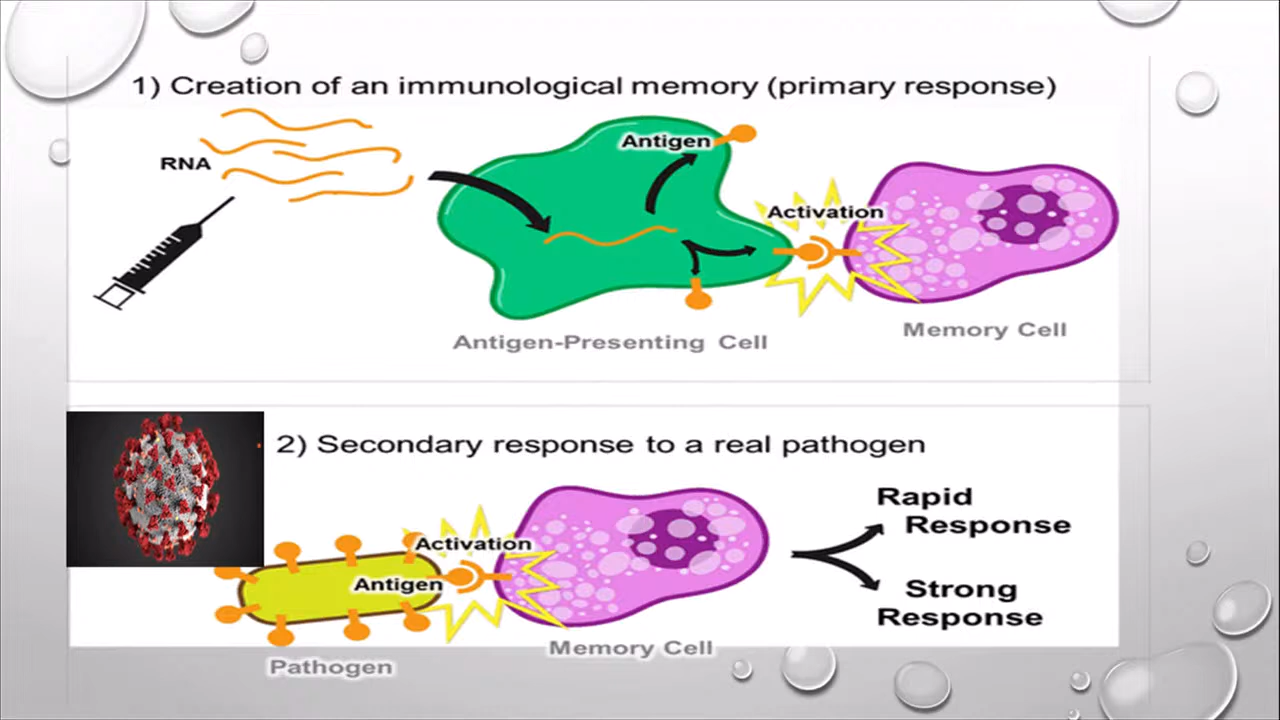 1) Creation of an immunological memory (primary response)
RNA
Antigen
Activation
Antigen-Presenting Cell
Memory Cell
2) Secondary response to a real pathogen
Activation
Antigen
Pathogen
Memory Cell
Rapid
Response
Strong
Response